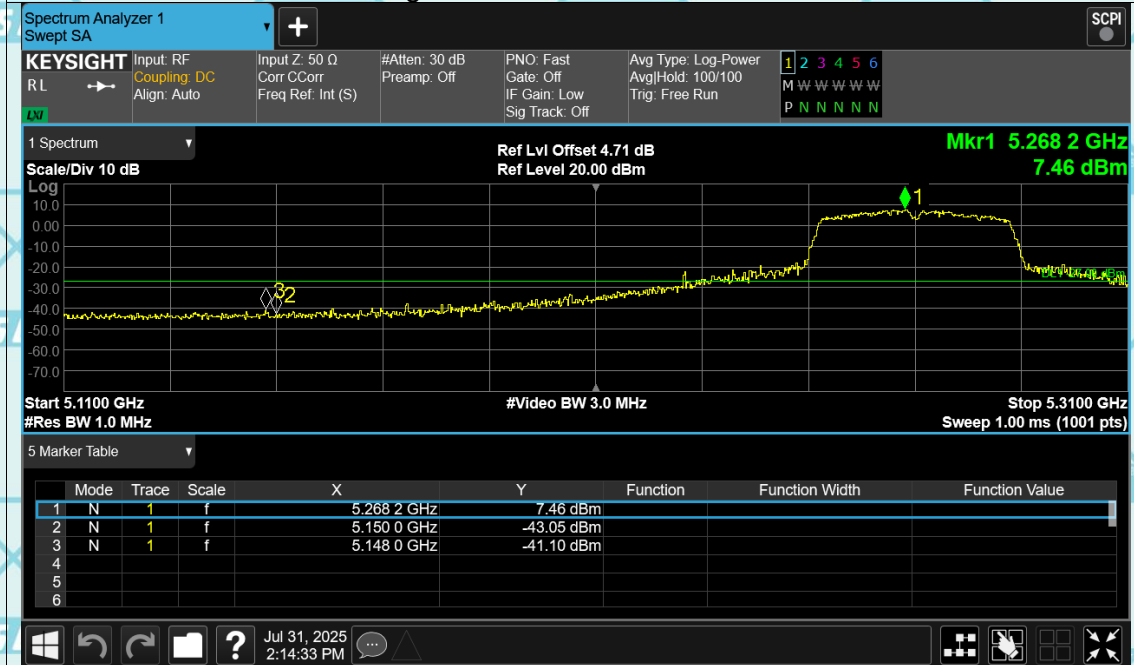 Spectrum Analyzer 1
Swept SA
+
SCPI
KEYSIGHT
R L
LXI
Input: RF
Coupling: DC
Align: Auto
Input Z: 50 Ω
Corr CCorr
Freq Ref: Int (S)
#Atten: 30 dB
Preamp: Off
PNO: Fast
Gate: Off
IF Gain: Low
Sig Track: Off
Avg Type: Log-Power
Avg|Hold: 100/100
Trig: Free Run
1 2 3 4 5 6
M W W W W W
P N N N N N
1 Spectrum
Scale/Div 10 dB
Ref Lvl Offset 4.71 dB
Ref Level 20.00 dBm
Mkr1 5.268 2 GHz
7.46 dBm
Log
10.0
0.00
-10.0
-20.0
-30.0
-40.0
-50.0
-60.0
-70.0
1
3
2
Start 5.1100 GHz
#Video BW 3.0 MHz
Stop 5.3100 GHz
#Res BW 1.0 MHz
Sweep 1.00 ms (1001 pts)
5 Marker Table
Mode Trace Scale X Y Function Function Width Function Value
1 N 1 f 5.268 2 GHz 7.46 dBm
2 N 1 f 5.150 0 GHz -43.05 dBm
3 N 1 f 5.148 0 GHz -41.10 dBm
4
5
6
?
Jul 31, 2025
2:14:33 PM